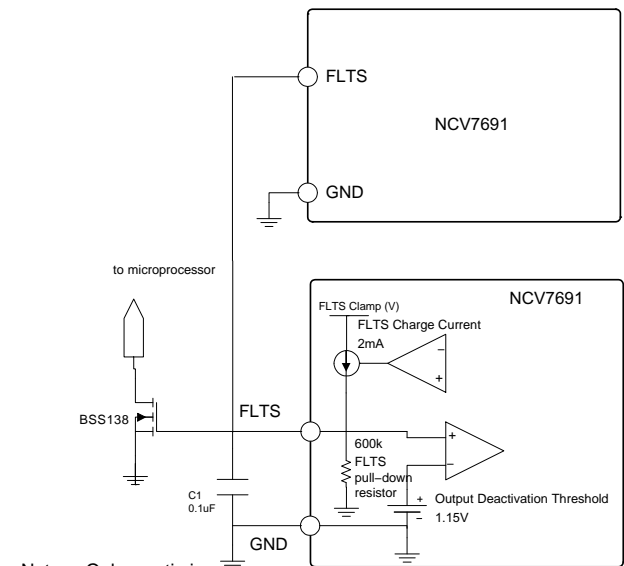 FLTS
NCV7691
GND
to microprocessor
NCV7691
FLTS Clamp (V)
FLTS Charge Current
2mA
−
+
BSS138
FLTS
+
−
600k
FLTS
pull−down
resistor
C1
0.1uF
+ Output Deactivation Threshold
− 1.15V
GND